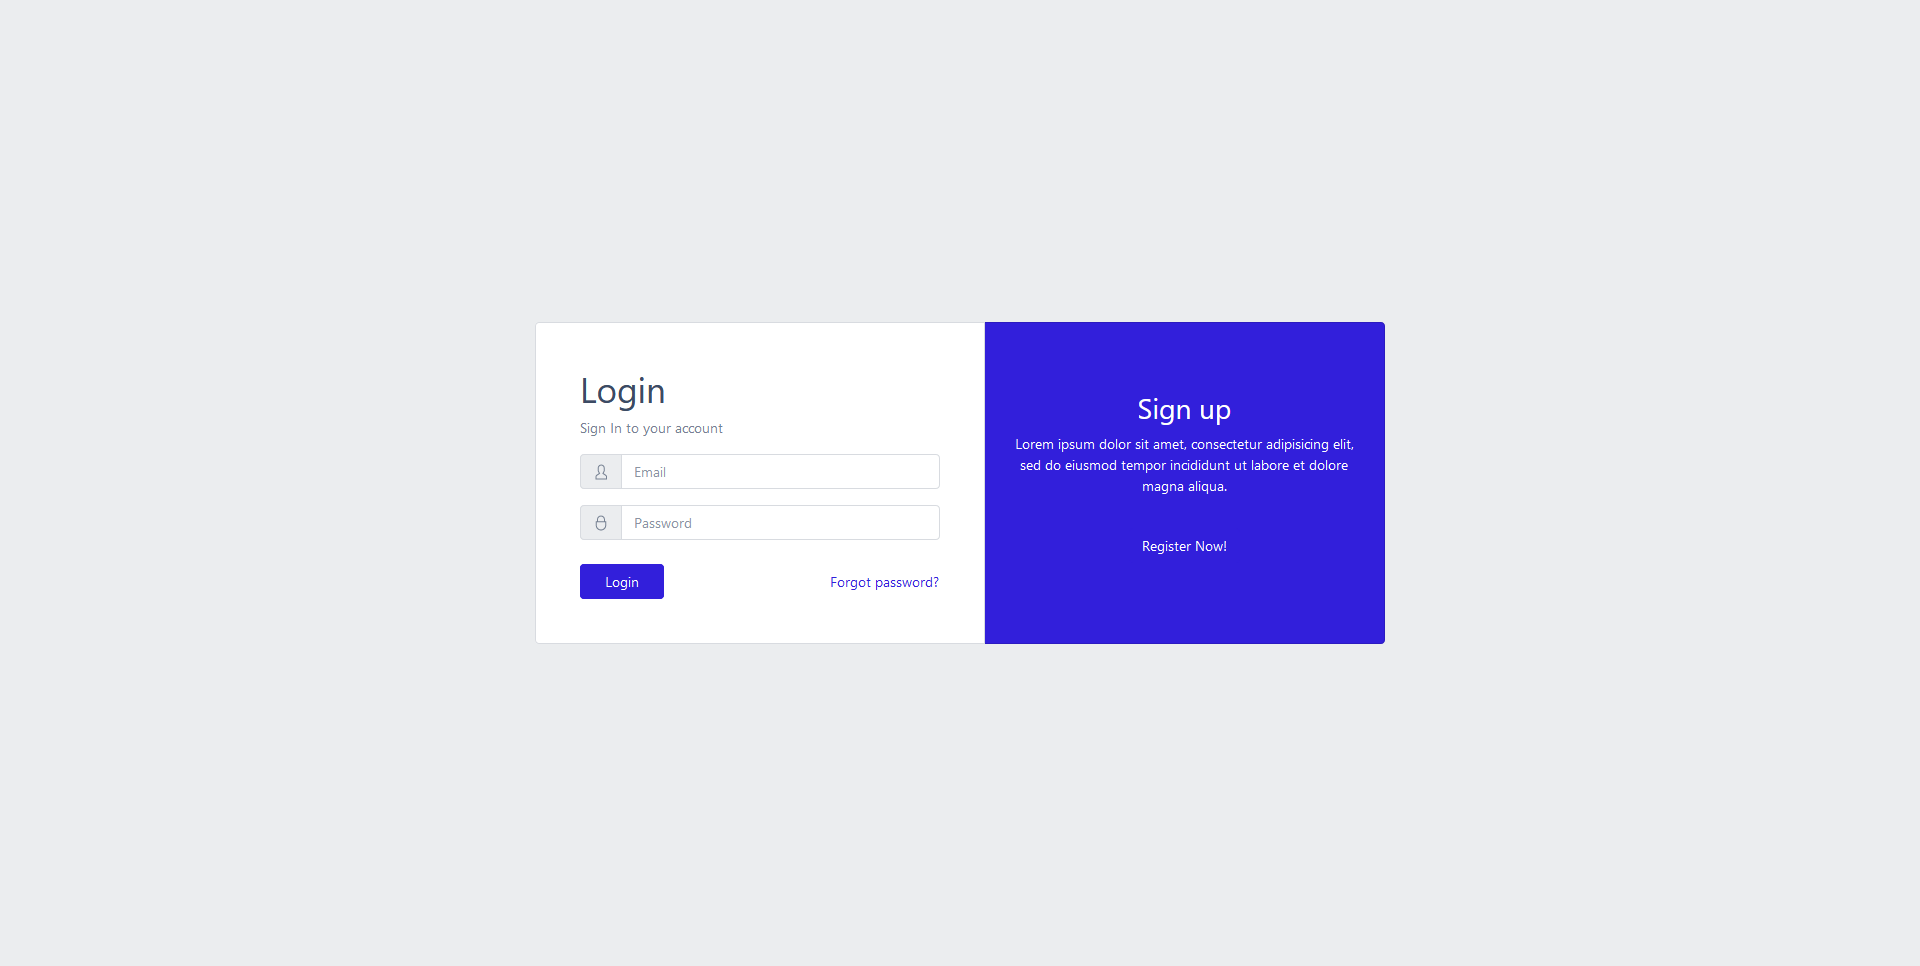 Login
Sign In to your account
Email
Password
Login
Forgot password?
Sign up
Lorem ipsum dolor sit amet, consectetur adipisicing elit,
sed do eiusmod tempor incididunt ut labore et dolore
magna aliqua.
Register Now!